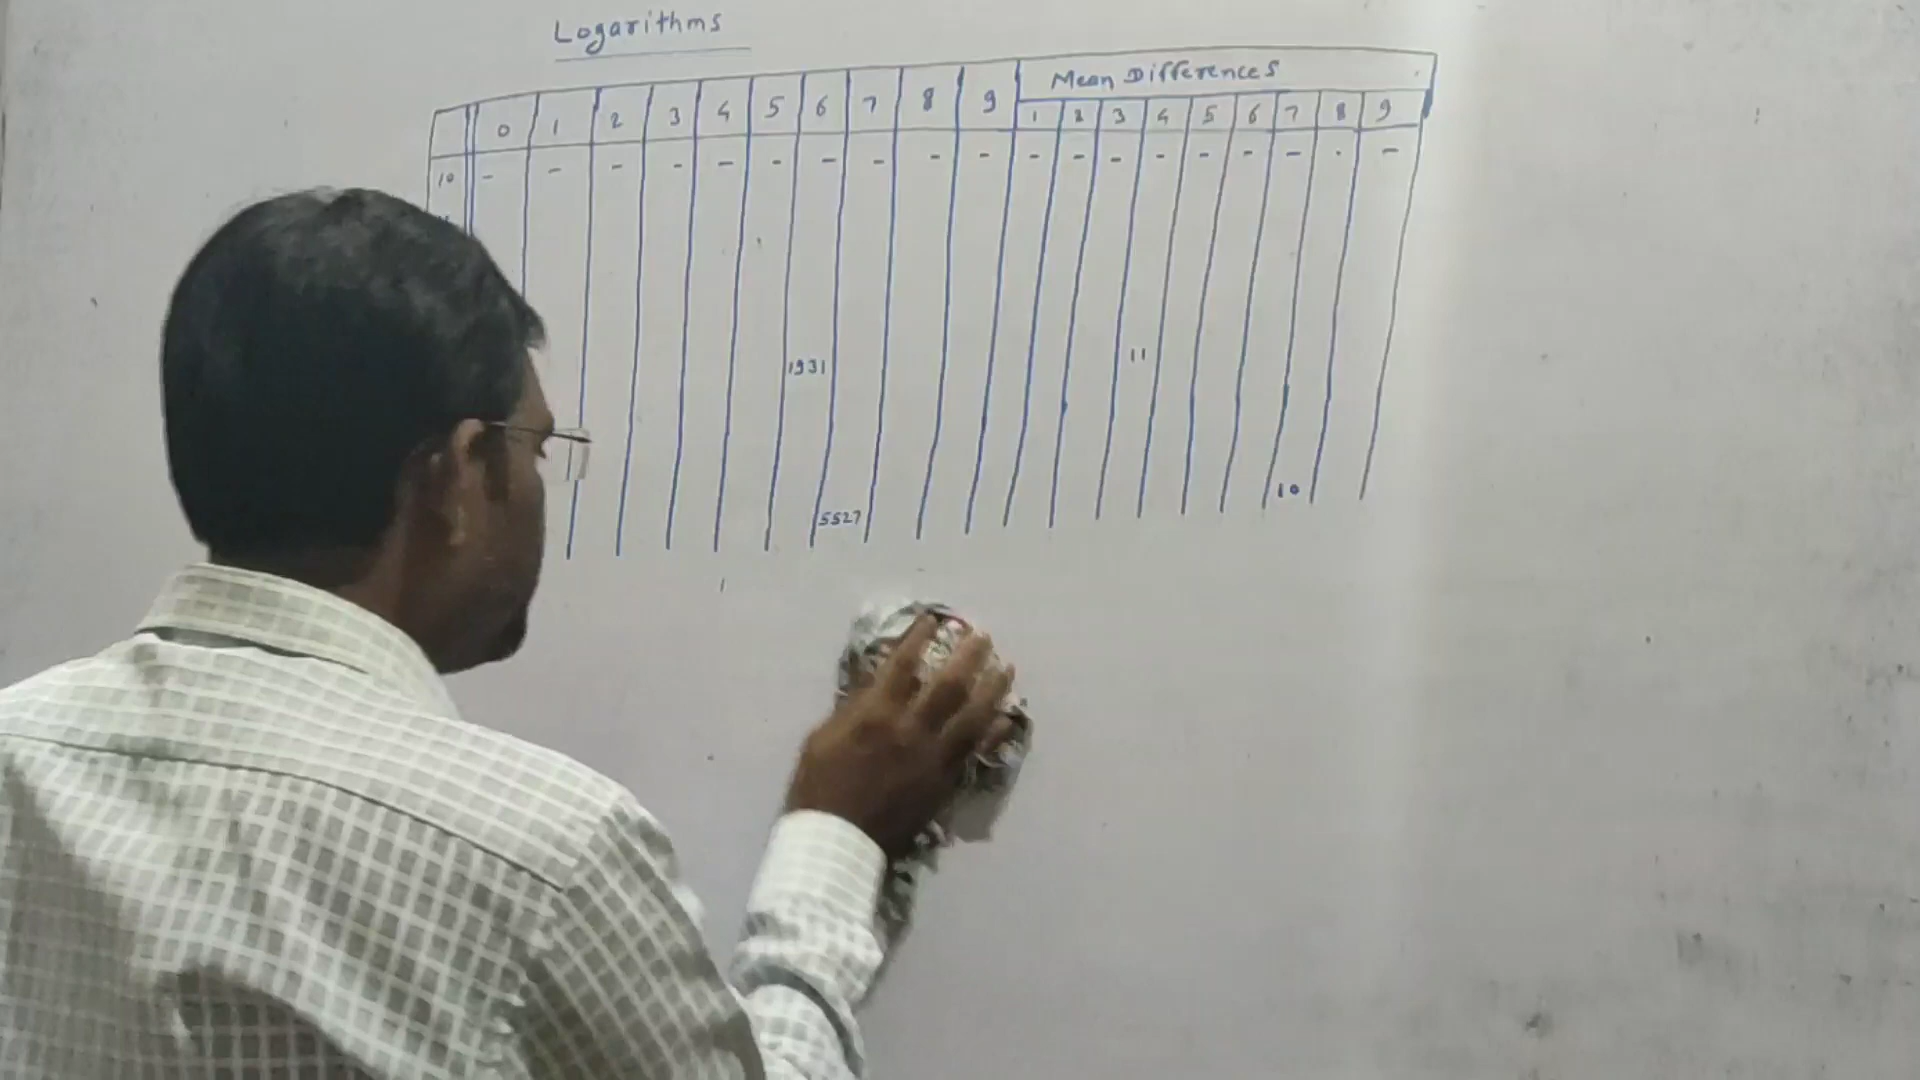 Logarithms
Mean Differences
0 1 2 3 4 5 6 7 8 9 1 2 3 4 5 6 7 8 9
10 - - - - - - - - - - - - - - - - - . -
1931 11
5527 10